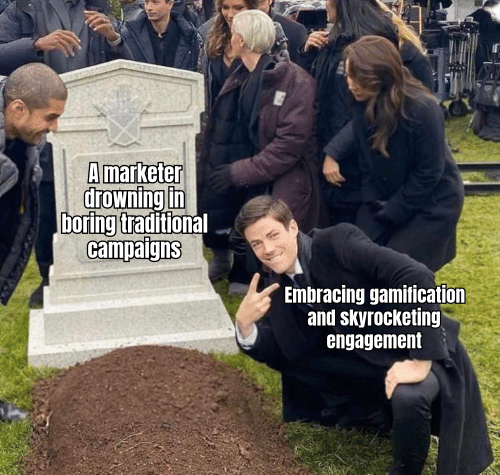 A marketer
drowning in
boring traditional
campaigns
Embracing gamification
and skyrocketing
engagement